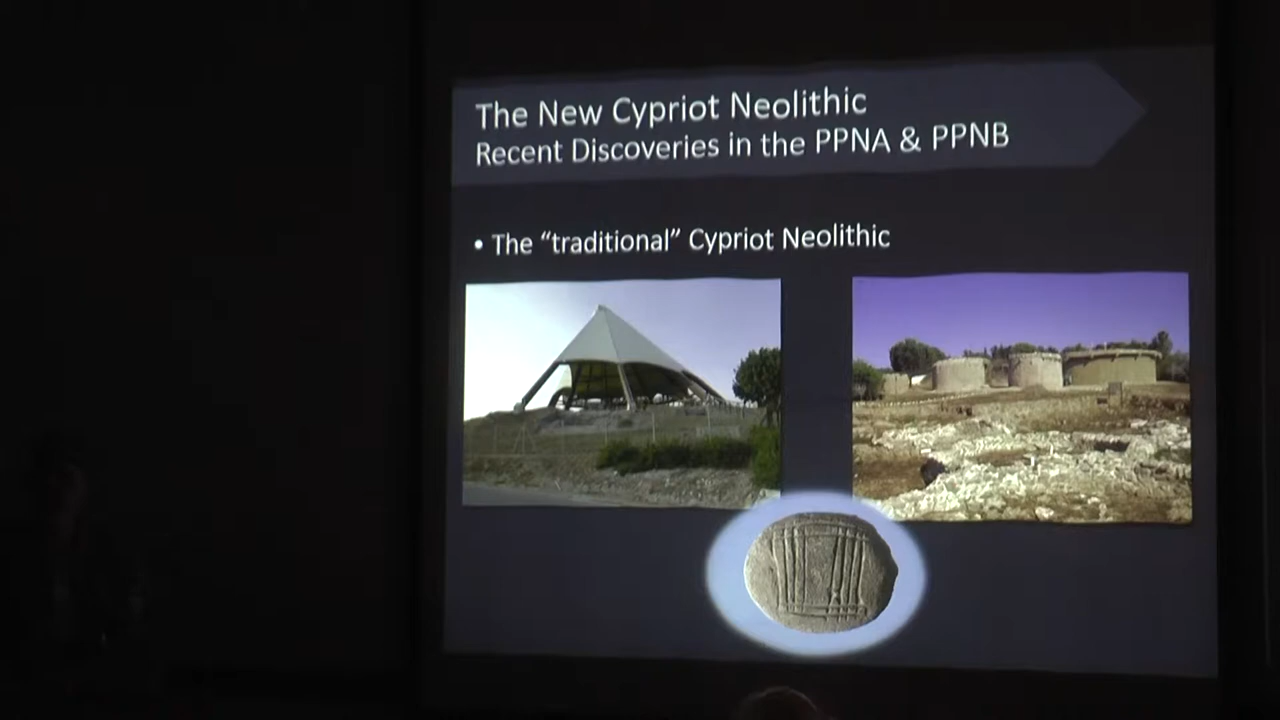 The New Cypriot Neolithic
Recent Discoveries in the PPNA & PPNB
• The “traditional” Cypriot Neolithic